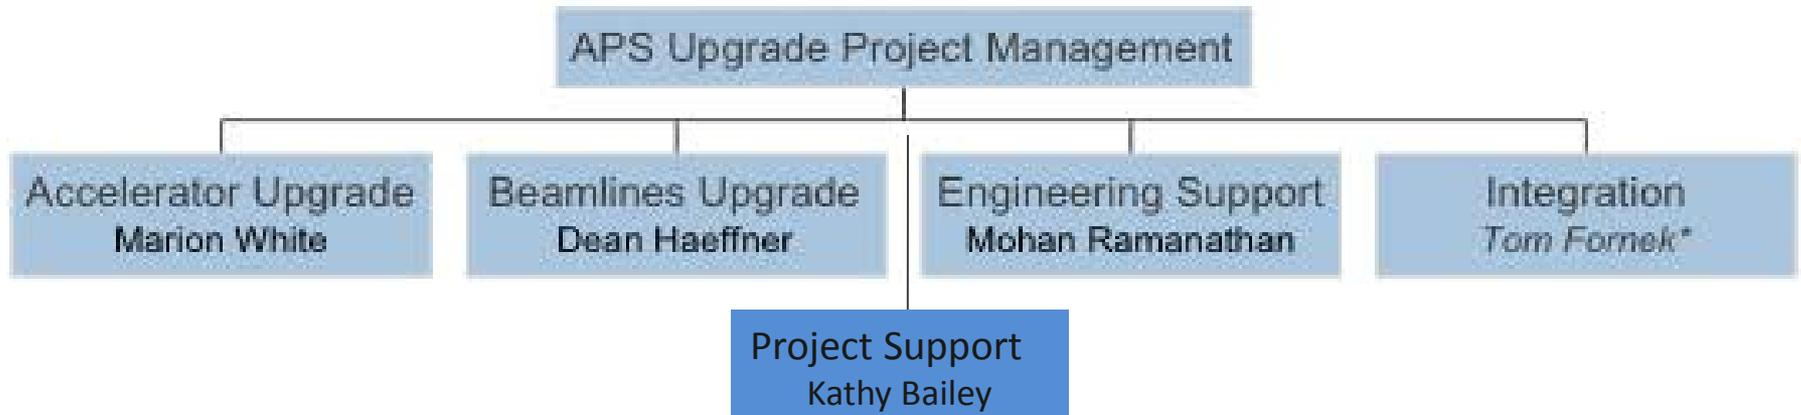 APS Upgrade Project Management
Accelerator Upgrade
Marion White
Beamlines Upgrade
Dean Haeffner
Engineering Support
Mohan Ramanathan
Integration
Tom Fornek*
Project Support
Kathy Bailey